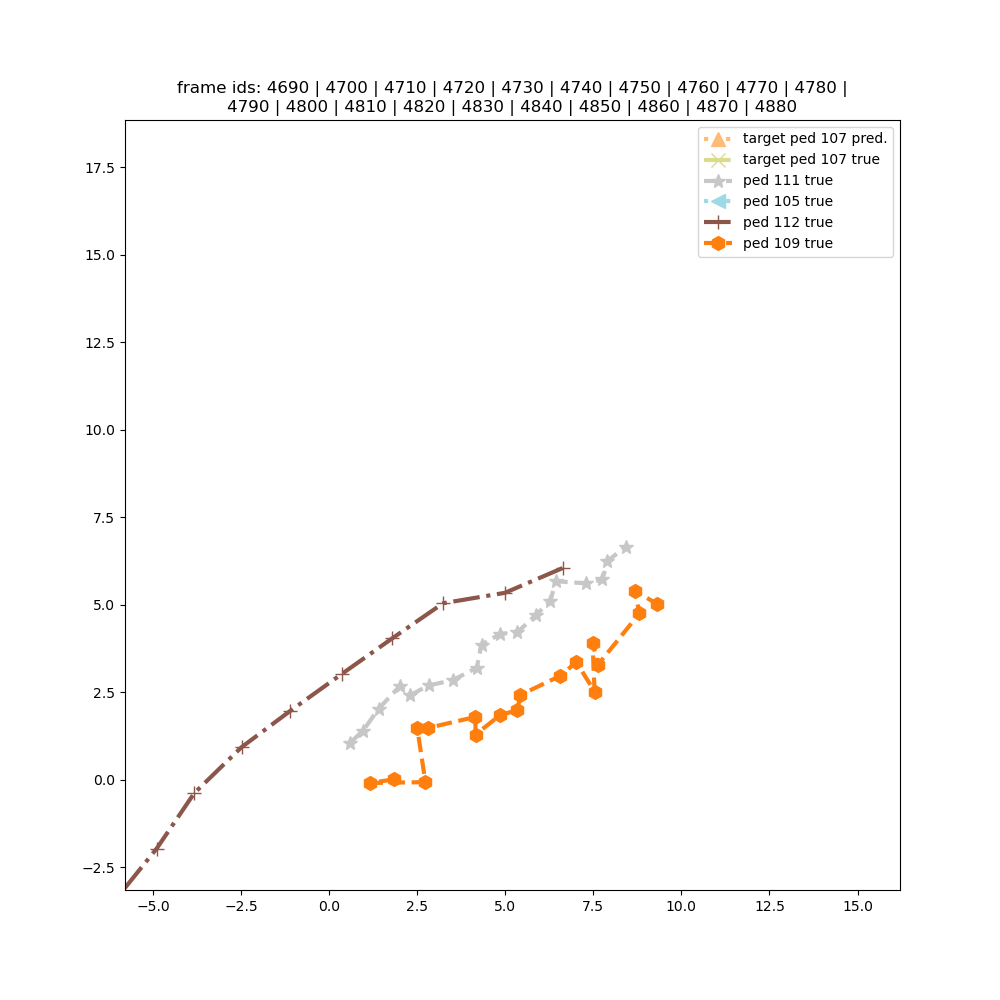 frame ids: 4690 | 4700 | 4710 | 4720 | 4730 | 4740 | 4750 | 4760 | 4770 | 4780 |
4790 | 4800 | 4810 | 4820 | 4830 | 4840 | 4850 | 4860 | 4870 | 4880
target ped 107 pred.
target ped 107 true
ped 111 true
ped 105 true
ped 112 true
ped 109 true
17.5
15.0
12.5
10.0
7.5
5.0
2.5
0.0
−2.5
−5.0 −2.5 0.0 2.5 5.0 7.5 10.0 12.5 15.0